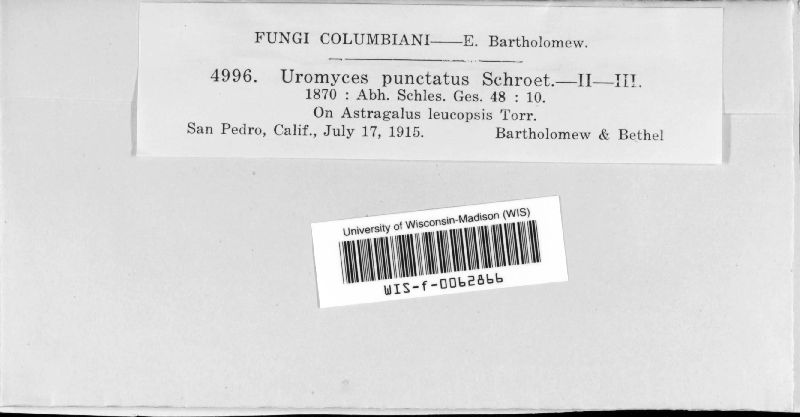 FUNGI COLUMBIANI——E. Bartholomew.
4996. Uromyces punctatus Schroet.—II—III.
1870 : Abh. Schles. Ges. 48 : 10.
On Astragalus leucopsis Torr.
San Pedro, Calif., July 17, 1915. Bartholomew & Bethel
University of Wisconsin-Madison (WIS)
WIS-f-0062866